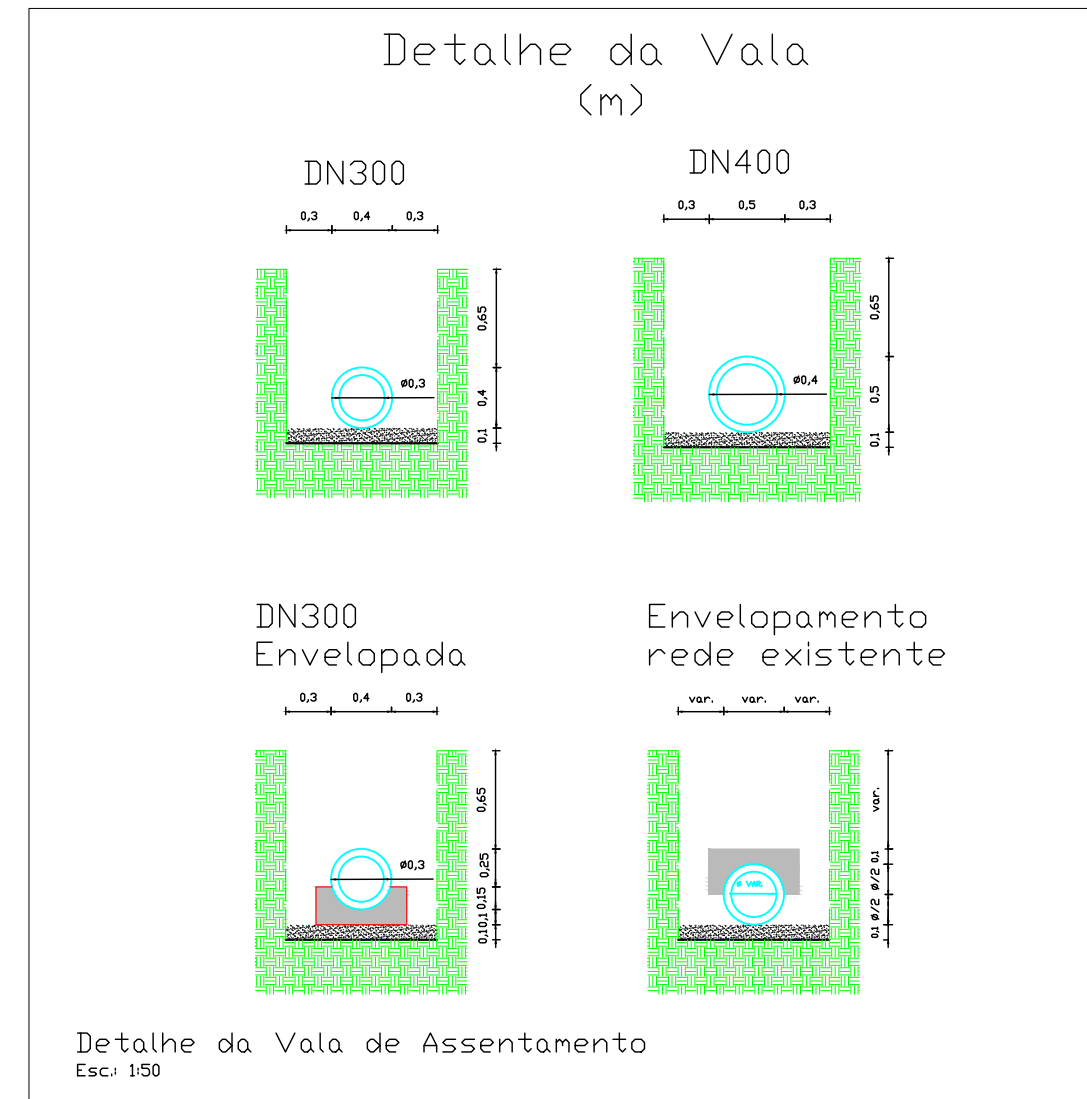 Detalhe da Vala
(m)
DN300
0,3 0,4 0,3
0,65
ø0,3
0,4
0,1
DN400
0,3 0,5 0,3
0,65
ø0,4
0,5
0,1
DN300
Envelopada
0,3 0,4 0,3
0,65
0,25
ø0,3
0,15
0,1
0,1
Envelopamento
rede existente
var. var. var.
var.
0,1
ø/2
ø VAR.
ø/2
0,1
Detalhe da Vala de Assentamento
Esc.: 1:50